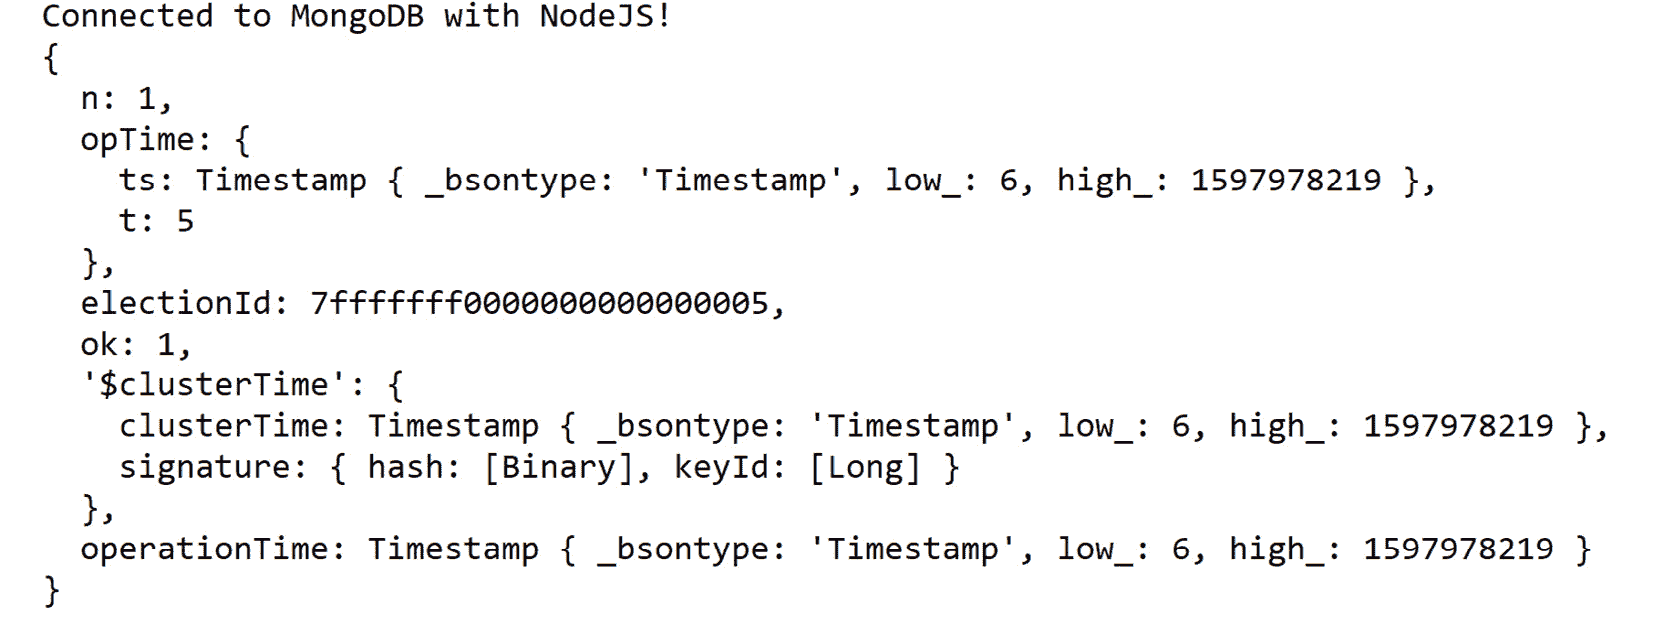 Connected to MongoDB with NodeJS!
{
  n: 1,
  opTime: {
    ts: Timestamp { _bsontype: 'Timestamp', low_: 6, high_: 1597978219 },
    t: 5
  },
  electionId: 7fffffff0000000000000005,
  ok: 1,
  '$clusterTime': {
    clusterTime: Timestamp { _bsontype: 'Timestamp', low_: 6, high_: 1597978219 },
    signature: { hash: [Binary], keyId: [Long] }
  },
  operationTime: Timestamp { _bsontype: 'Timestamp', low_: 6, high_: 1597978219 }
}